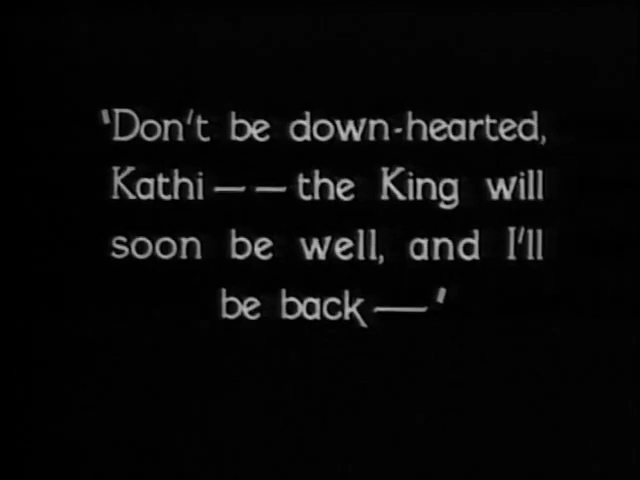 'Don't be down-hearted,
Kathi — — the King will
soon be well, and I'll
be back — '